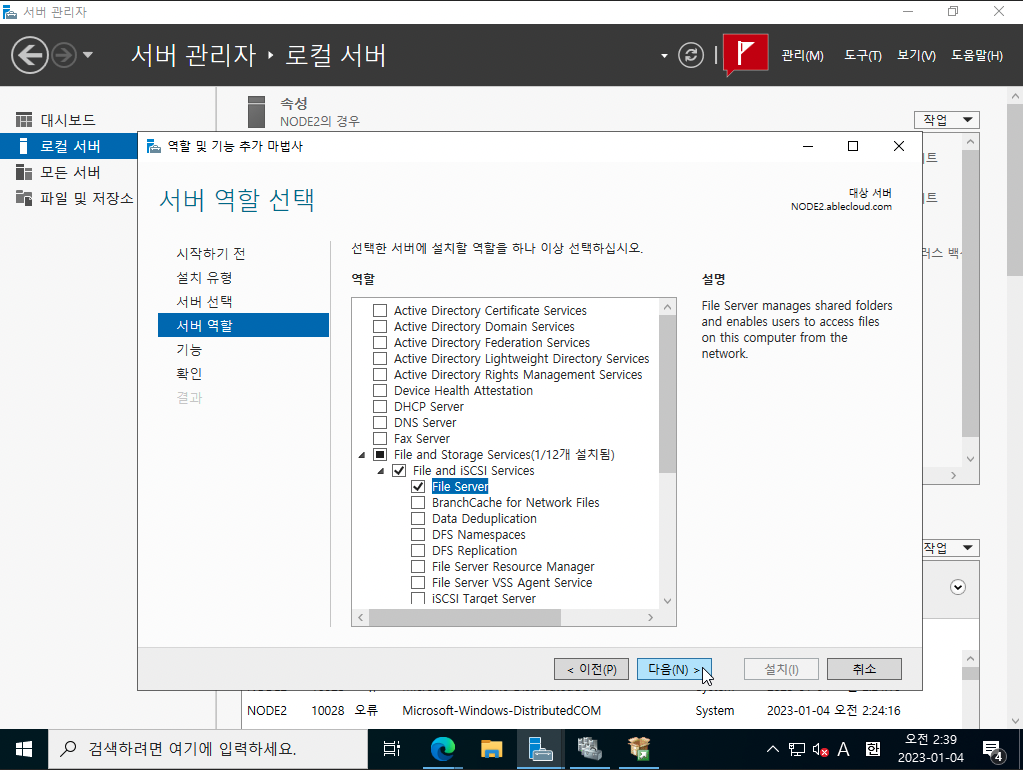 서버 관리자
서버 관리자 ‣ 로컬 서버
관리(M) 도구(T) 보기(V) 도움말(H)
대시보드
로컬 서버
모든 서버
파일 및 저장소
속성
NODE2의 경우
작업
역할 및 기능 추가 마법사
서버 역할 선택
대상 서버
NODE2.ablecloud.com
시작하기 전
설치 유형
서버 선택
서버 역할
기능
확인
결과
선택한 서버에 설치할 역할을 하나 이상 선택하십시오.
역할
Active Directory Certificate Services
Active Directory Domain Services
Active Directory Federation Services
Active Directory Lightweight Directory Services
Active Directory Rights Management Services
Device Health Attestation
DHCP Server
DNS Server
Fax Server
File and Storage Services(1/12개 설치됨)
File and iSCSI Services
File Server
BranchCache for Network Files
Data Deduplication
DFS Namespaces
DFS Replication
File Server Resource Manager
File Server VSS Agent Service
iSCSI Target Server
설명
File Server manages shared folders
and enables users to access files
on this computer from the
network.
< 이전(P) 다음(N) > 설치(I) 취소
작업
NODE2 10028 오류 Microsoft-Windows-DistributedCOM System 2023-01-04 오전 2:24:16
검색하려면 여기에 입력하세요.
A 한
오전 2:39
2023-01-04
4